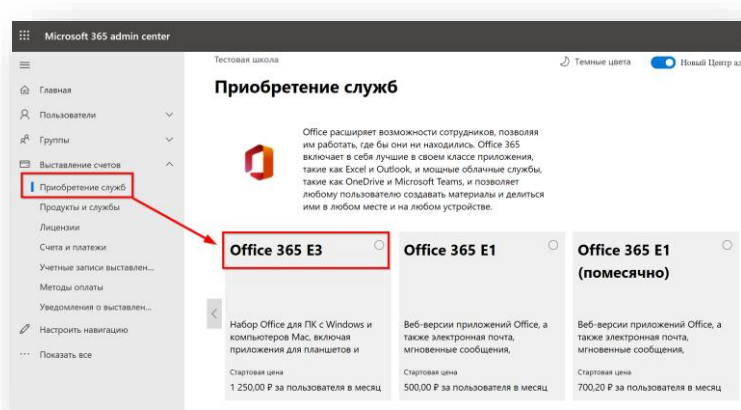 Microsoft 365 admin center
Тестовая школа
Темные цвета
Новый Центр ад
Главная
Пользователи
Группы
Выставление счетов
Приобретение служб
Продукты и службы
Лицензии
Счета и платежи
Учетные записи выставлен...
Методы оплаты
Уведомления о выставлен...
Настроить навигацию
Показать все
Приобретение служб
Office расширяет возможности сотрудников, позволяя
им работать, где бы они ни находились. Office 365
включает в себя лучшие в своем классе приложения,
такие как Excel и Outlook, и мощные облачные службы,
такие как OneDrive и Microsoft Teams, и позволяет
любому пользователю создавать материалы и делиться
ими в любом месте и на любом устройстве.
Office 365 E3
Набор Office для ПК с Windows и
компьютеров Mac, включая
приложения для планшетов и
Стартовая цена
1 250,00 ₽ за пользователя в месяц
Office 365 E1
Веб-версии приложений Office, а
также электронная почта,
мгновенные сообщения,
Стартовая цена
500,00 ₽ за пользователя в месяц
Office 365 E1
(помесячно)
Веб-версии приложений Office, а
также электронная почта,
мгновенные сообщения,
Стартовая цена
700,20 ₽ за пользователя в месяц